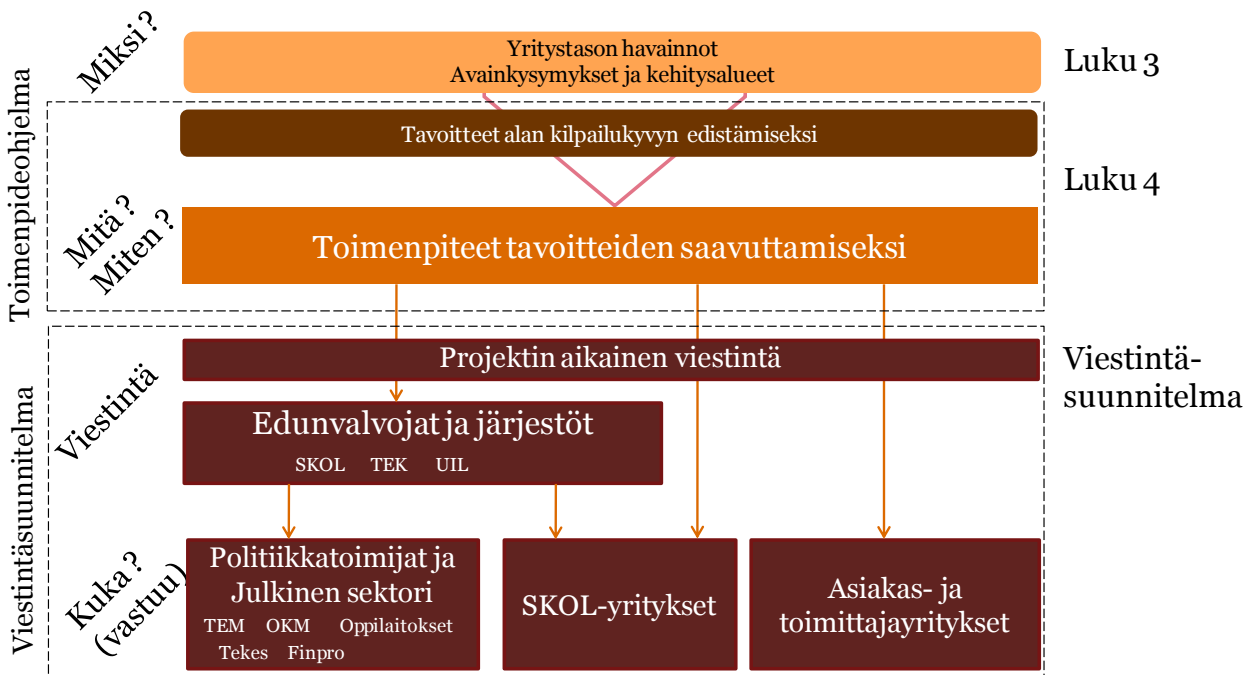 Miksi ?
Yritystason havainnot
Avainkysymykset ja kehitysalueet
Luku 3
Toimenpideohjelma
Tavoitteet alan kilpailukyvyn edistämiseksi
Luku 4
Mitä ?
Miten ?
Toimenpiteet tavoitteiden saavuttamiseksi
Viestintäsuunnitelma
Viestintä
Projektin aikainen viestintä
Viestintä-
suunnitelma
Edunvalvojat ja järjestöt
SKOL TEK UIL
Kuka ?
(vastuu)
Politiikkatoimijat ja
Julkinen sektori
TEM OKM Oppilaitokset
Tekes Finpro
SKOL-yritykset
Asiakas- ja
toimittajayritykset